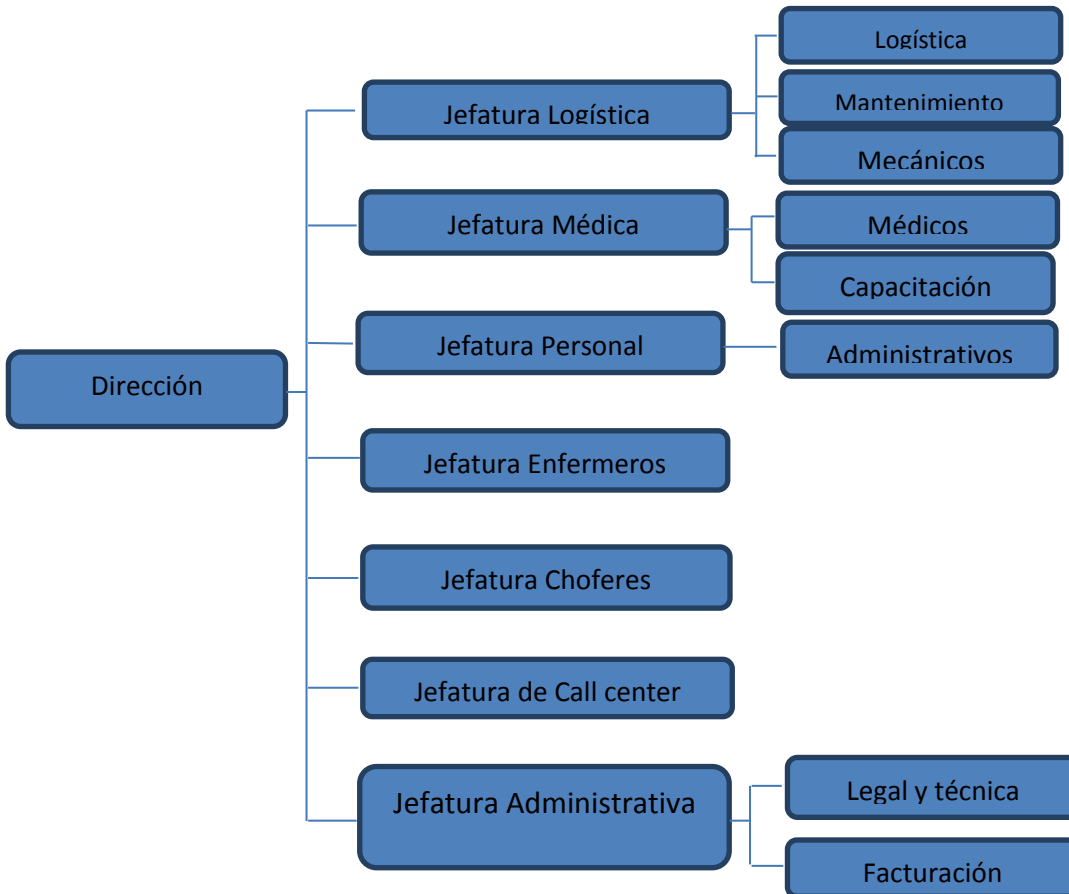 Dirección
Jefatura Logística
Logística
Mantenimiento
Mecánicos
Jefatura Médica
Médicos
Capacitación
Jefatura Personal
Administrativos
Jefatura Enfermeros
Jefatura Choferes
Jefatura de Call center
Jefatura Administrativa
Legal y técnica
Facturación